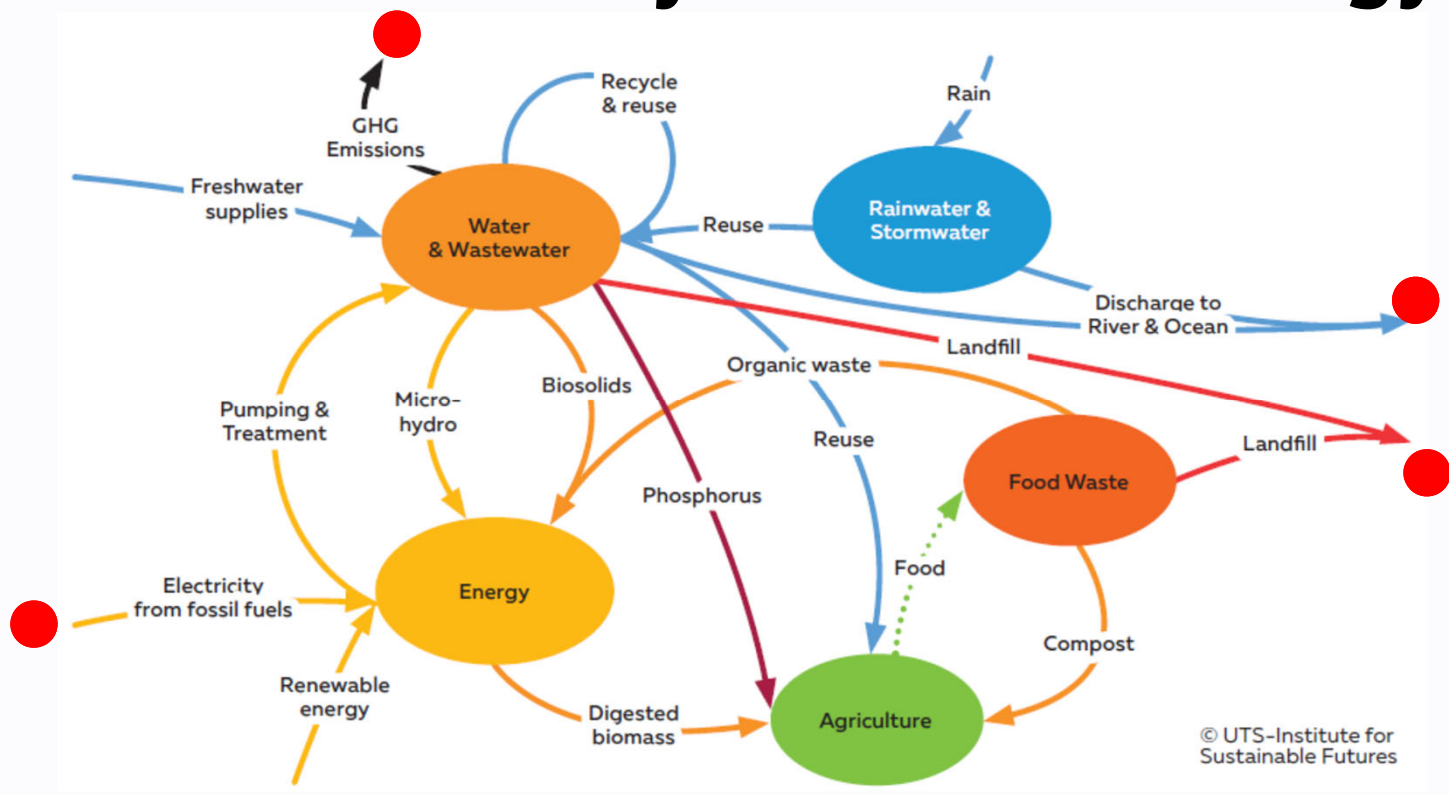 Recycle
& reuse
Rain
GHG
Emissions
Freshwater
supplies
Water
& Wastewater
Reuse
Rainwater &
Stormwater
Discharge to
River & Ocean
Landfill
Organic waste
Biosolids
Micro-
hydro
Pumping &
Treatment
Reuse
Landfill
Food Waste
Phosphorus
Food
Electricity
from fossil fuels
Energy
Compost
Renewable
energy
Digested
biomass
Agriculture
© UTS-Institute for
Sustainable Futures